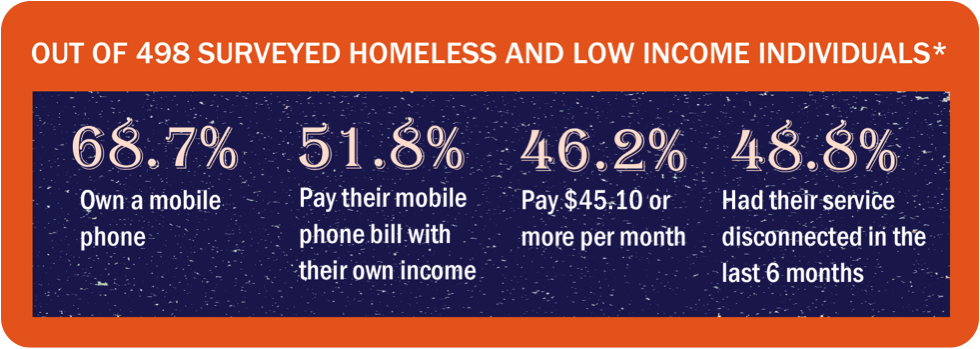 OUT OF 498 SURVEYED HOMELESS AND LOW INCOME INDIVIDUALS*
68.7%
Own a mobile
phone
51.8%
Pay their mobile
phone bill with
their own income
46.2%
Pay $45.10 or
more per month
48.8%
Had their service
disconnected in the
last 6 months